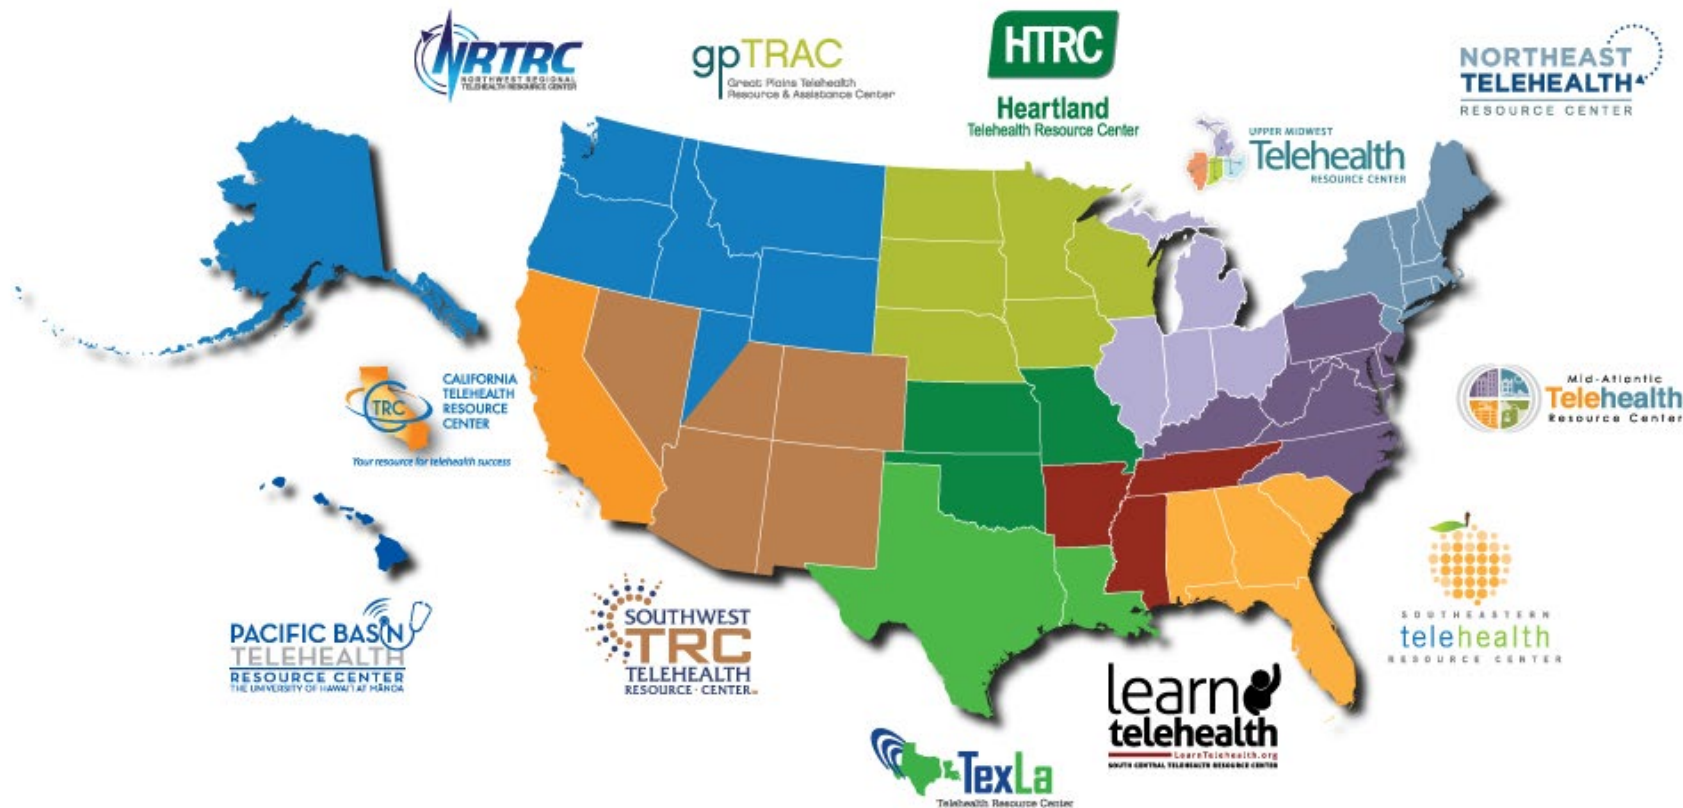 NRTRC
NORTHWEST REGIONAL
TELEHEALTH RESOURCE CENTER
gpTRAC
Great Plains Telehealth
Resource & Assistance Center
HTRC
Heartland
Telehealth Resource Center
NORTHEAST
TELEHEALTH
RESOURCE CENTER
UPPER MIDWEST
Telehealth
RESOURCE CENTER
TRC
CALIFORNIA
TELEHEALTH
RESOURCE
CENTER
Your resource for telehealth success
Mid-Atlantic
Telehealth
Resource Center
PACIFIC BASIN
TELEHEALTH
RESOURCE CENTER
THE UNIVERSITY OF HAWAI'I AT MĀNOA
SOUTHWEST
TRC
TELEHEALTH
RESOURCE · CENTER
SOUTHEASTERN
telehealth
RESOURCE CENTER
learn
telehealth
LearnTelehealth.org
SOUTH CENTRAL TELEHEALTH RESOURCE CENTER
TexLa
Telehealth Resource Center